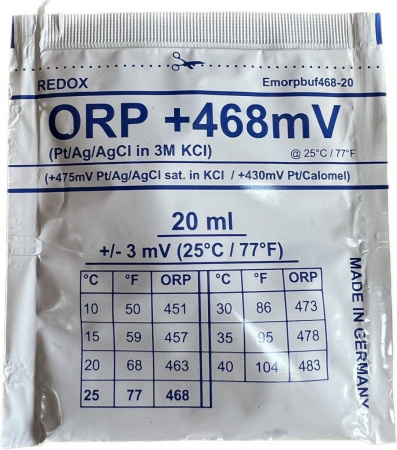 REDOX Emorpbuf468-20
ORP +468mV
(Pt/Ag/AgCl in 3M KCl) @ 25°C / 77°F
(+475mV Pt/Ag/AgCl sat. in KCl / +430mV Pt/Calomel)
20 ml
+/- 3 mV (25°C / 77°F)
°C °F ORP °C °F ORP
10 50 451 30 86 473
15 59 457 35 95 478
20 68 463 40 104 483
25 77 468
MADE IN GERMANY